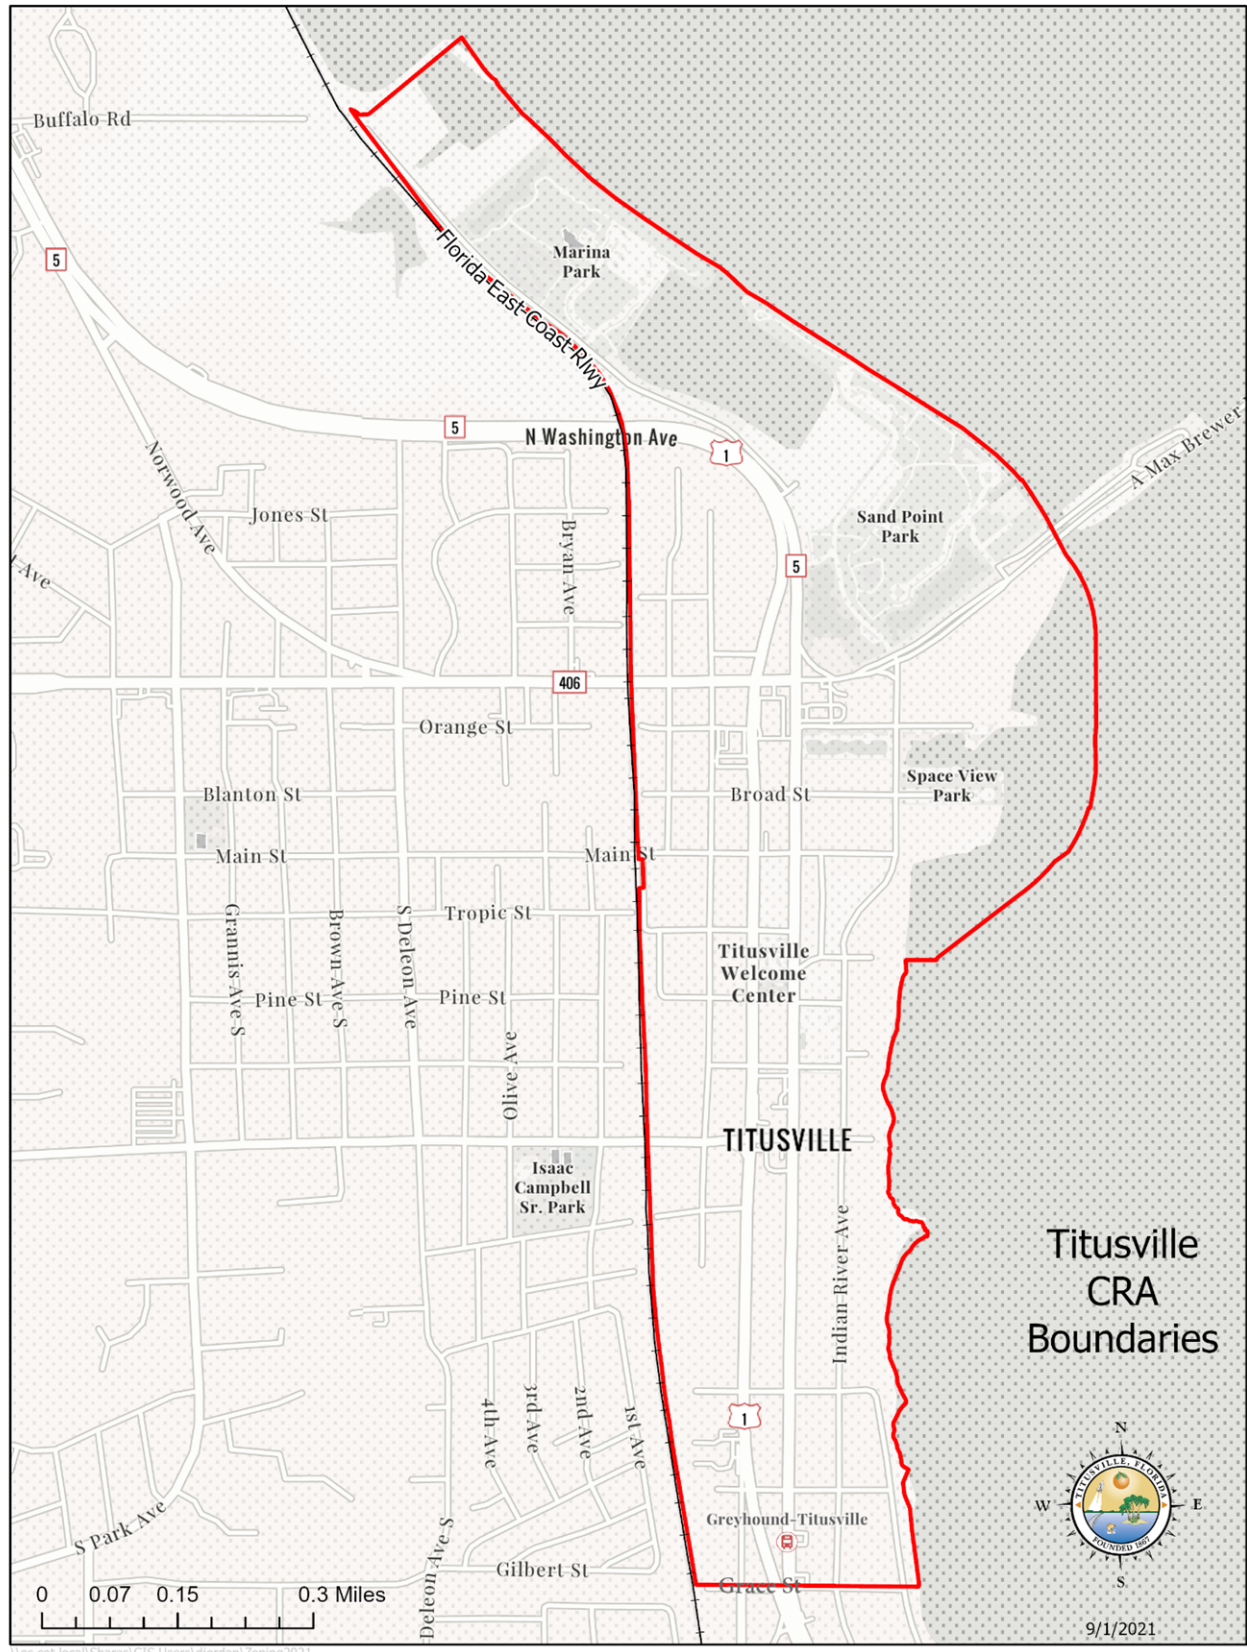 Buffalo Rd
5
Florida East Coast Rlwy
Marina
Park
5
N Washington Ave
1
A Max Brewer
Norwood Ave
Jones St
Bryan Ave
Sand Point
Park
5
t Ave
406
Orange St
Space View
Park
Blanton St
Broad St
Main St
Main St
Grannis Ave S
Brown Ave S
S Deleon Ave
Tropic St
Titusville
Welcome
Center
Pine St
Pine St
Olive Ave
TITUSVILLE
Isaac
Campbell
Sr. Park
Indian River Ave
Titusville
CRA
Boundaries
4th Ave
3rd Ave
2nd Ave
1st Ave
1
N
W
E
S
TITUSVILLE, FLORIDA
FOUNDED 1867
S Park Ave
Greyhound-Titusville
Deleon Ave S
Gilbert St
Grace St
0 0.07 0.15 0.3 Miles
9/1/2021